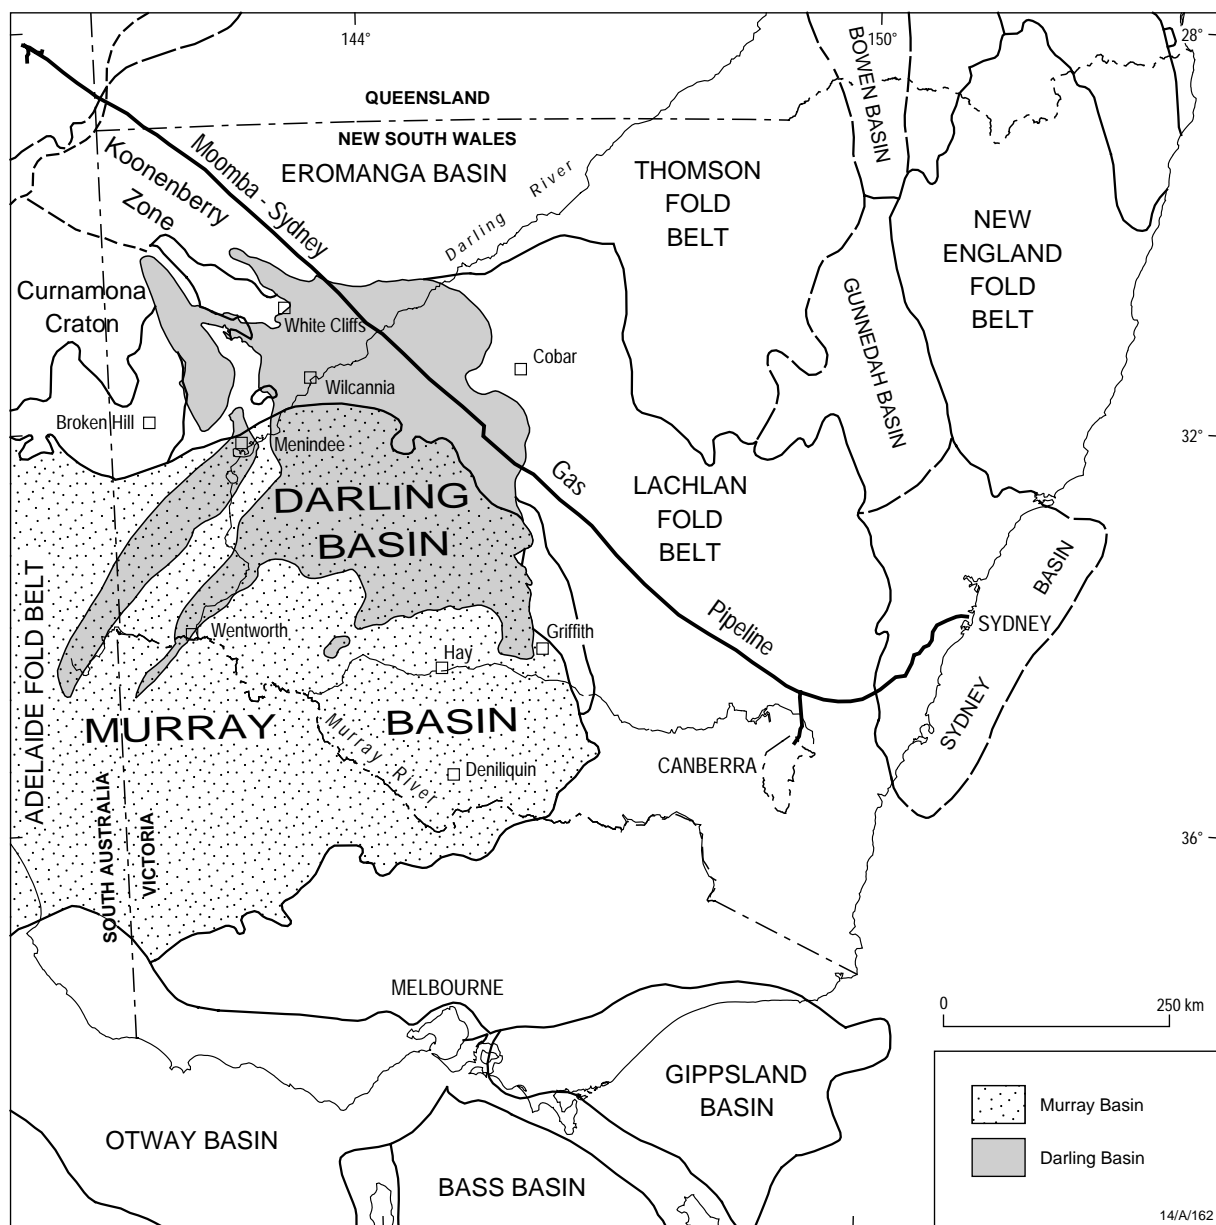 144°
150°
28°
BOWEN BASIN
QUEENSLAND
NEW SOUTH WALES
Koonenberry
Zone
Moomba - Sydney
EROMANGA BASIN
Darling River
THOMSON
FOLD
BELT
NEW
ENGLAND
FOLD
BELT
Curnamona
Craton
White Cliffs
GUNNEDAH BASIN
Cobar
Wilcannia
Broken Hill
Menindee
32°
DARLING
BASIN
Gas
LACHLAN
FOLD
BELT
ADELAIDE FOLD BELT
Wentworth
Griffith
Hay
Pipeline
SYDNEY
SYDNEY BASIN
MURRAY BASIN
Murray River
Deniliquin
CANBERRA
SOUTH AUSTRALIA
VICTORIA
36°
MELBOURNE
0 250 km
GIPPSLAND
BASIN
OTWAY BASIN
BASS BASIN
Murray Basin
Darling Basin
14/A/162